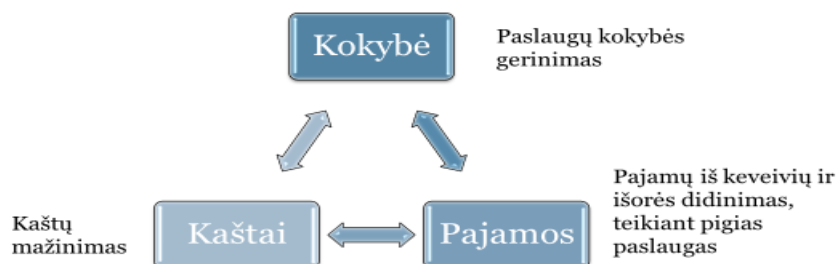 Kokybė
Paslaugų kokybės
gerinimas
Kaštų
mažinimas
Kaštai
Pajamos
Pajamų iš keveivių ir
išorės didinimas,
teikiant pigias
paslaugas